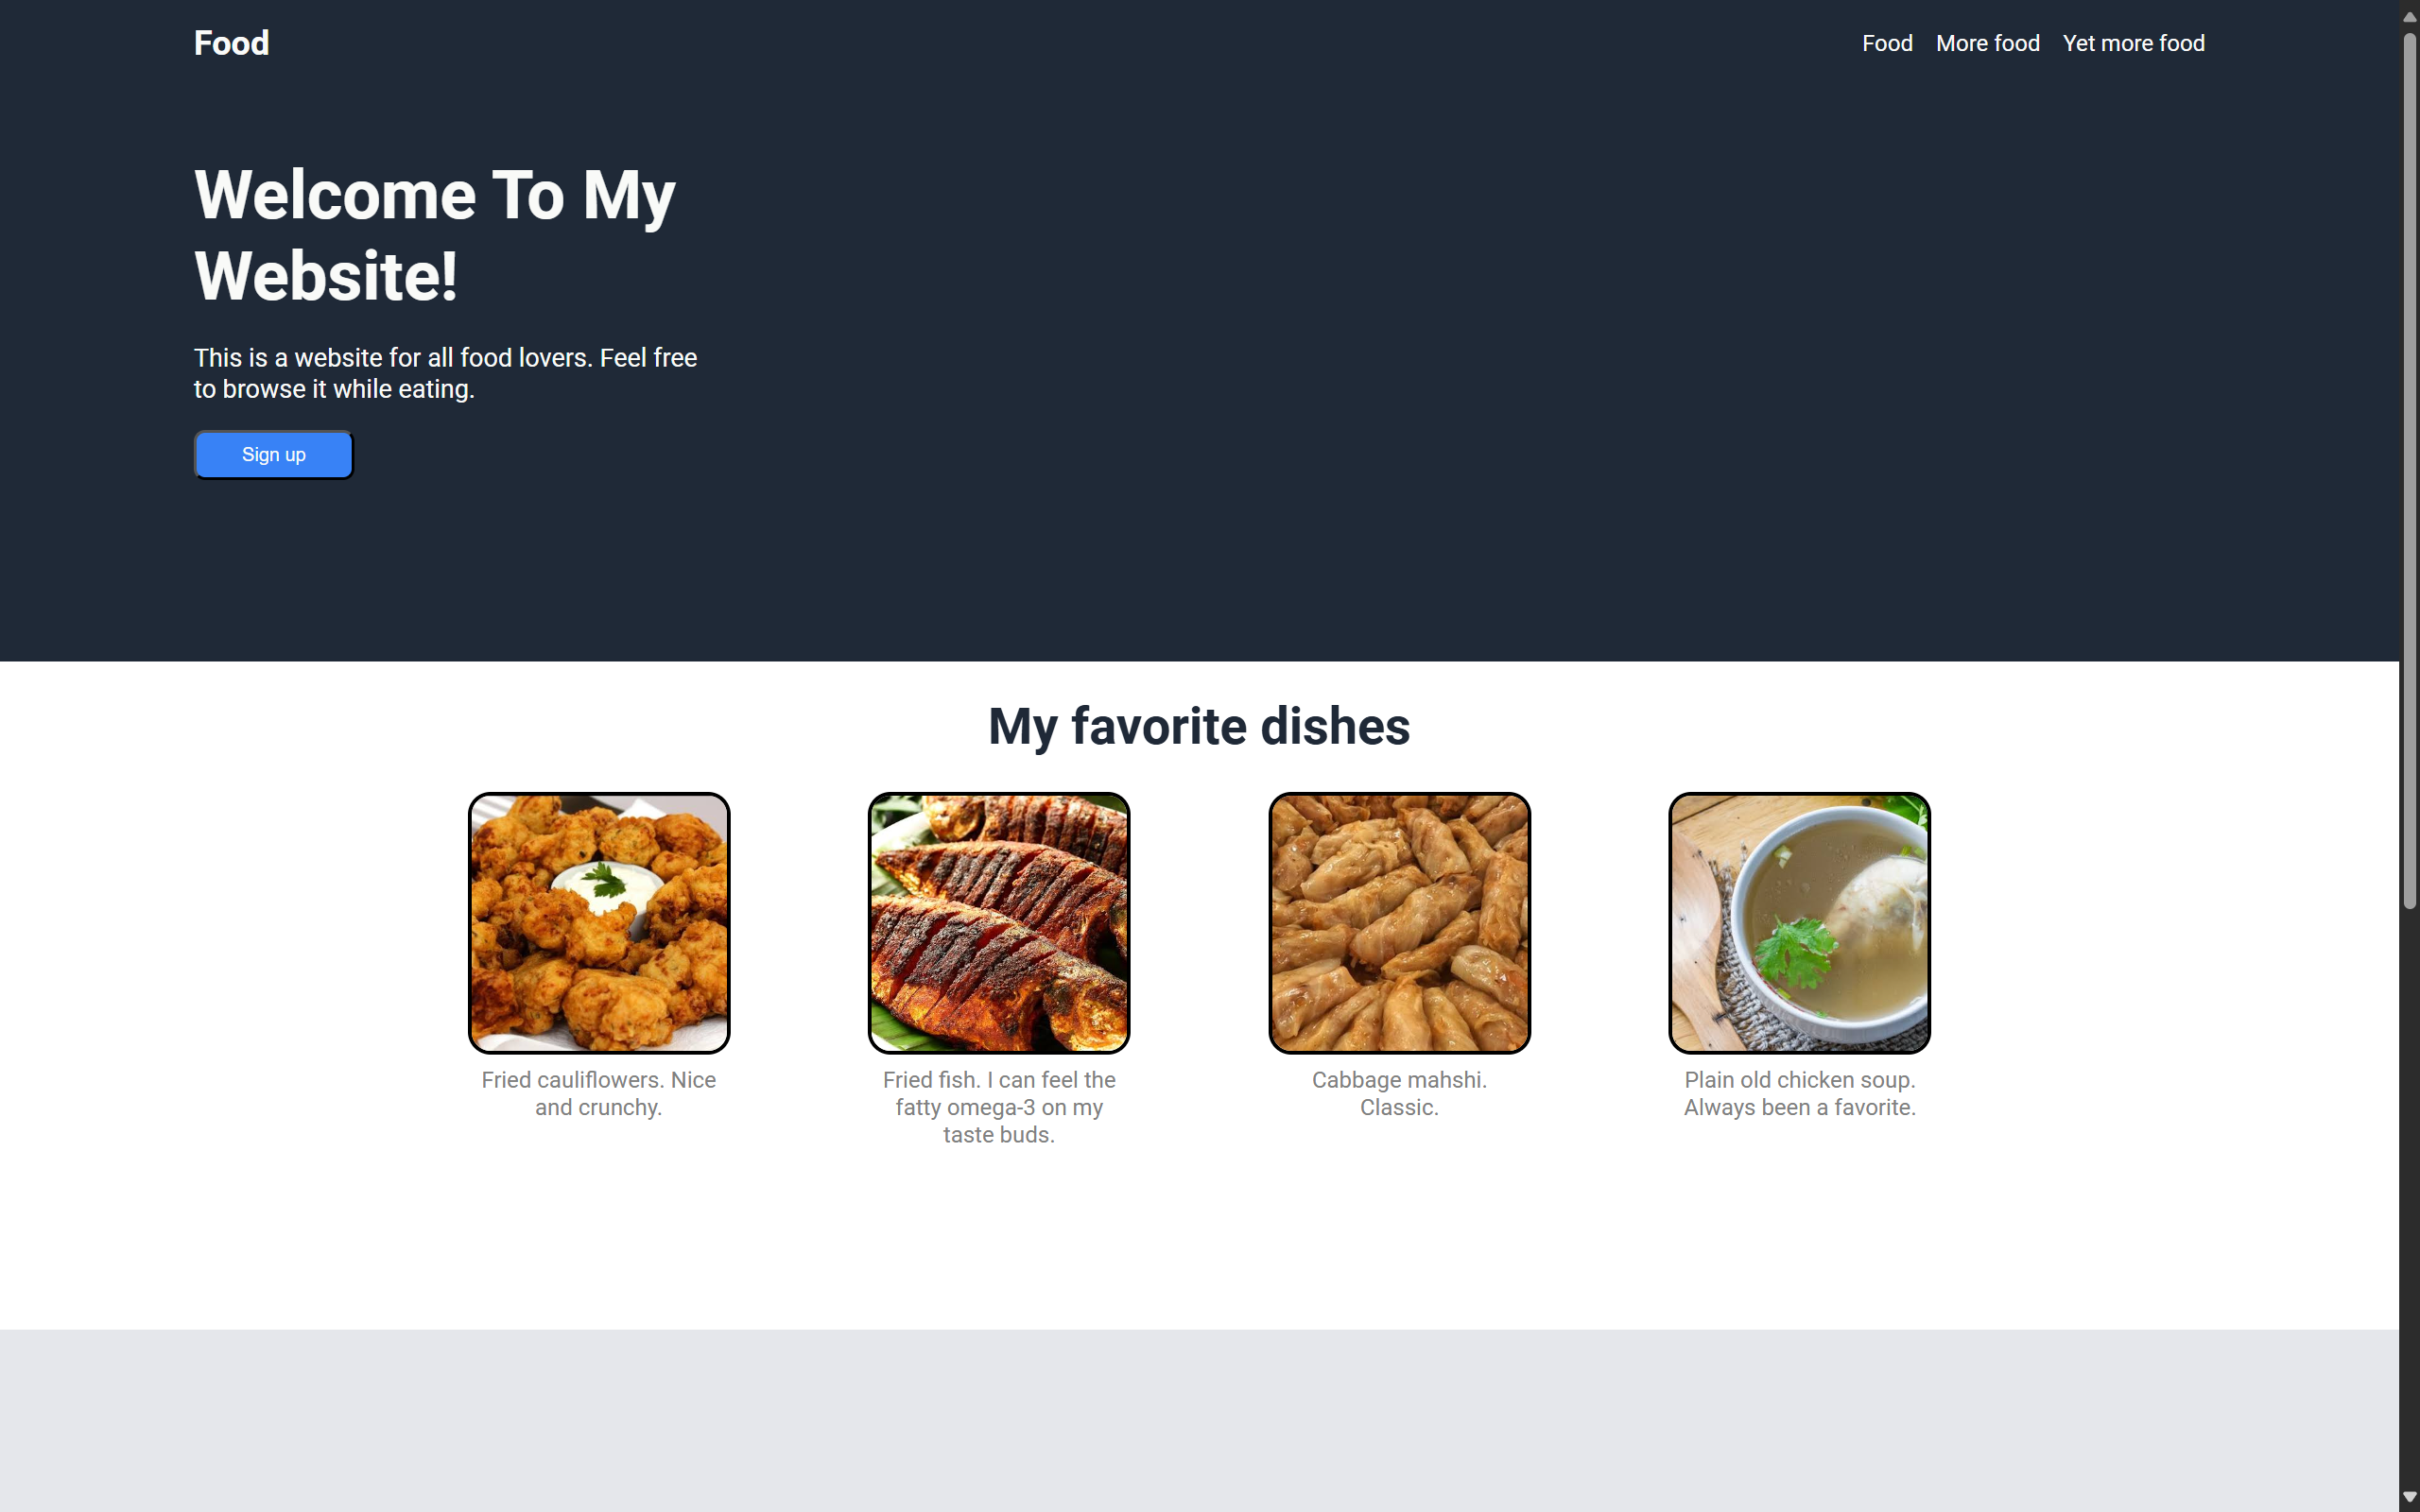 Food
Food More food Yet more food
Welcome To My
Website!
This is a website for all food lovers. Feel free
to browse it while eating.
Sign up
My favorite dishes
Fried cauliflowers. Nice
and crunchy.
Fried fish. I can feel the
fatty omega-3 on my
taste buds.
Cabbage mahshi.
Classic.
Plain old chicken soup.
Always been a favorite.